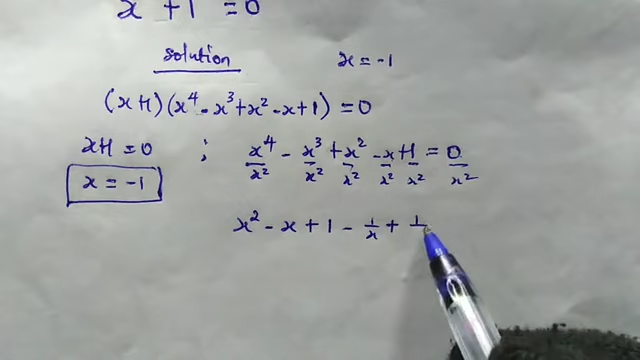 x + 1 = 0
solution
x = -1
(x+1)(x⁴ - x³ + x² - x + 1) = 0
x+1 = 0 ; x⁴/x² - x³/x² + x²/x² - x/x² + 1/x² = 0/x²
x = -1
x² - x + 1 - 1/x + 1/